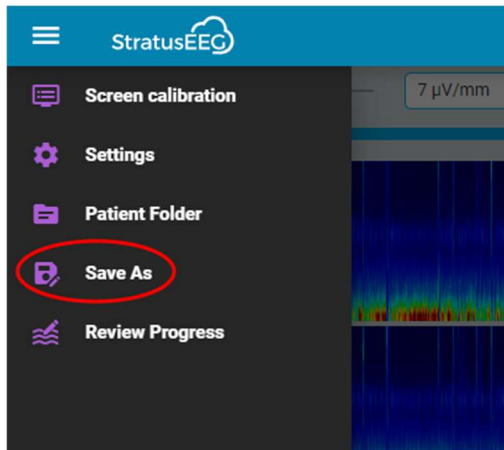 StratusEEG
7 µV/mm
Screen calibration
Settings
Patient Folder
Save As
Review Progress